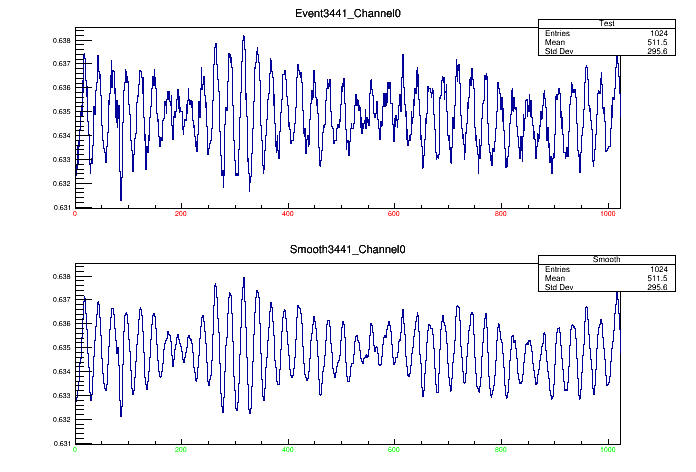 Event3441_Channel0
Test
Entries 1024
Mean 511.5
Std Dev 295.6
0.638
0.637
0.636
0.635
0.634
0.633
0.632
0.631
0 200 400 600 800 1000
Smooth3441_Channel0
Smooth
Entries 1024
Mean 511.5
Std Dev 295.6
0.638
0.637
0.636
0.635
0.634
0.633
0.632
0.631
0 200 400 600 800 1000